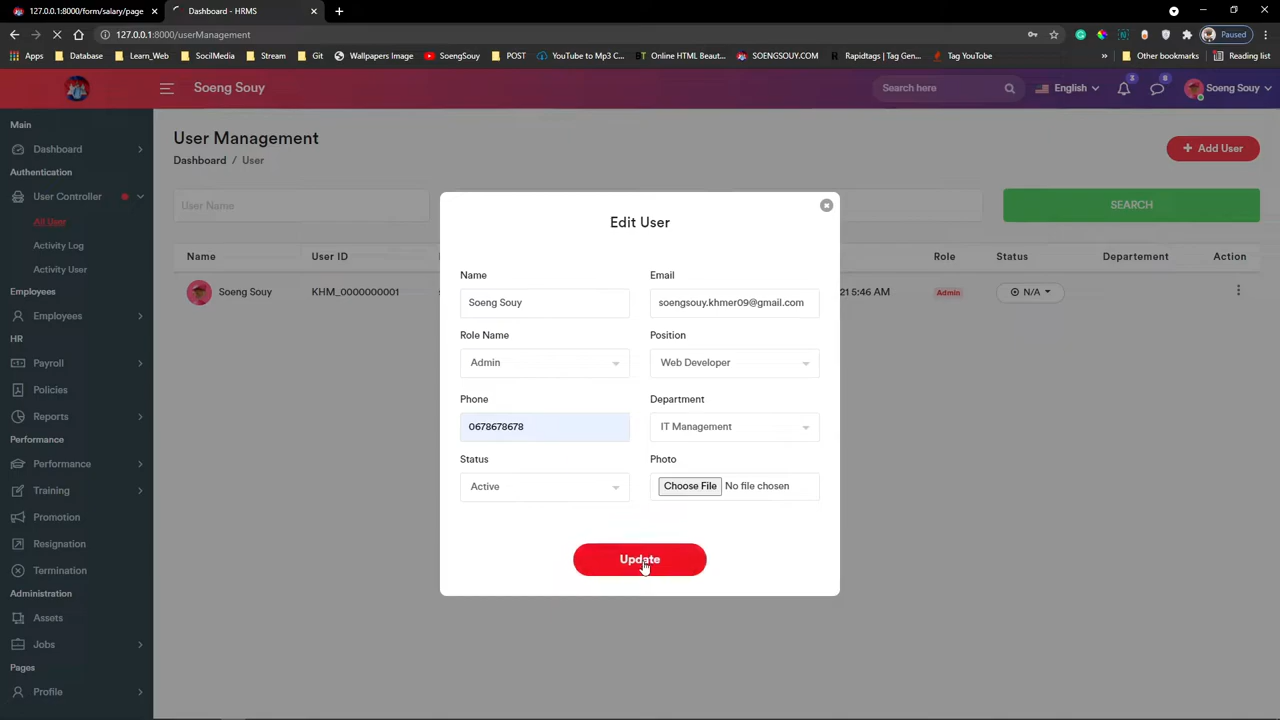 127.0.0.1:8000/form/salary/page
Dashboard - HRMS
127.0.0.1:8000/userManagement
Paused
Apps
Database
Learn_Web
SocilMedia
Stream
Git
Wallpapers Image
SoengSouy
POST
YouTube to Mp3 C...
Online HTML Beaut...
SOENGSOUY.COM
Rapidtags | Tag Gen...
Tag YouTube
»
Other bookmarks
Reading list
Soeng Souy
Search here
English
3
8
Soeng Souy
Main
Dashboard
Authentication
User Controller
All User
Activity Log
Activity User
Employees
Employees
HR
Payroll
Policies
Reports
Performance
Performance
Training
Promotion
Resignation
Termination
Administration
Assets
Jobs
Pages
Profile
User Management
Dashboard / User
+ Add User
User Name
SEARCH
Name User ID Role Status Departement Action
Soeng Souy KHM_0000000001 21 5:46 AM Admin N/A
Edit User
Name Email
Soeng Souy soengsouy.khmer09@gmail.com
Role Name Position
Admin Web Developer
Phone Department
0678678678 IT Management
Status Photo
Active Choose File No file chosen
Update